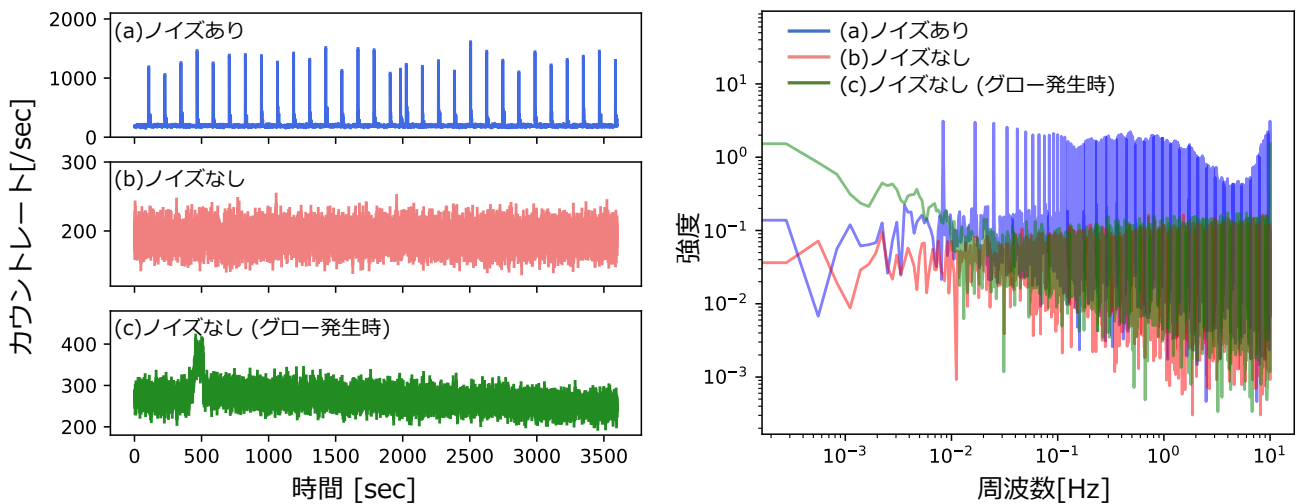 カウントレート[/sec]
(a)ノイズあり
2000
1000
0
(b)ノイズなし
300
200
(c)ノイズなし (グロー発生時)
400
300
200
0 500 1000 1500 2000 2500 3000 3500
時間 [sec]
強度
(a)ノイズあり
(b)ノイズなし
(c)ノイズなし (グロー発生時)
10¹
10⁰
10⁻¹
10⁻²
10⁻³
10⁻³ 10⁻² 10⁻¹ 10⁰ 10¹
周波数[Hz]